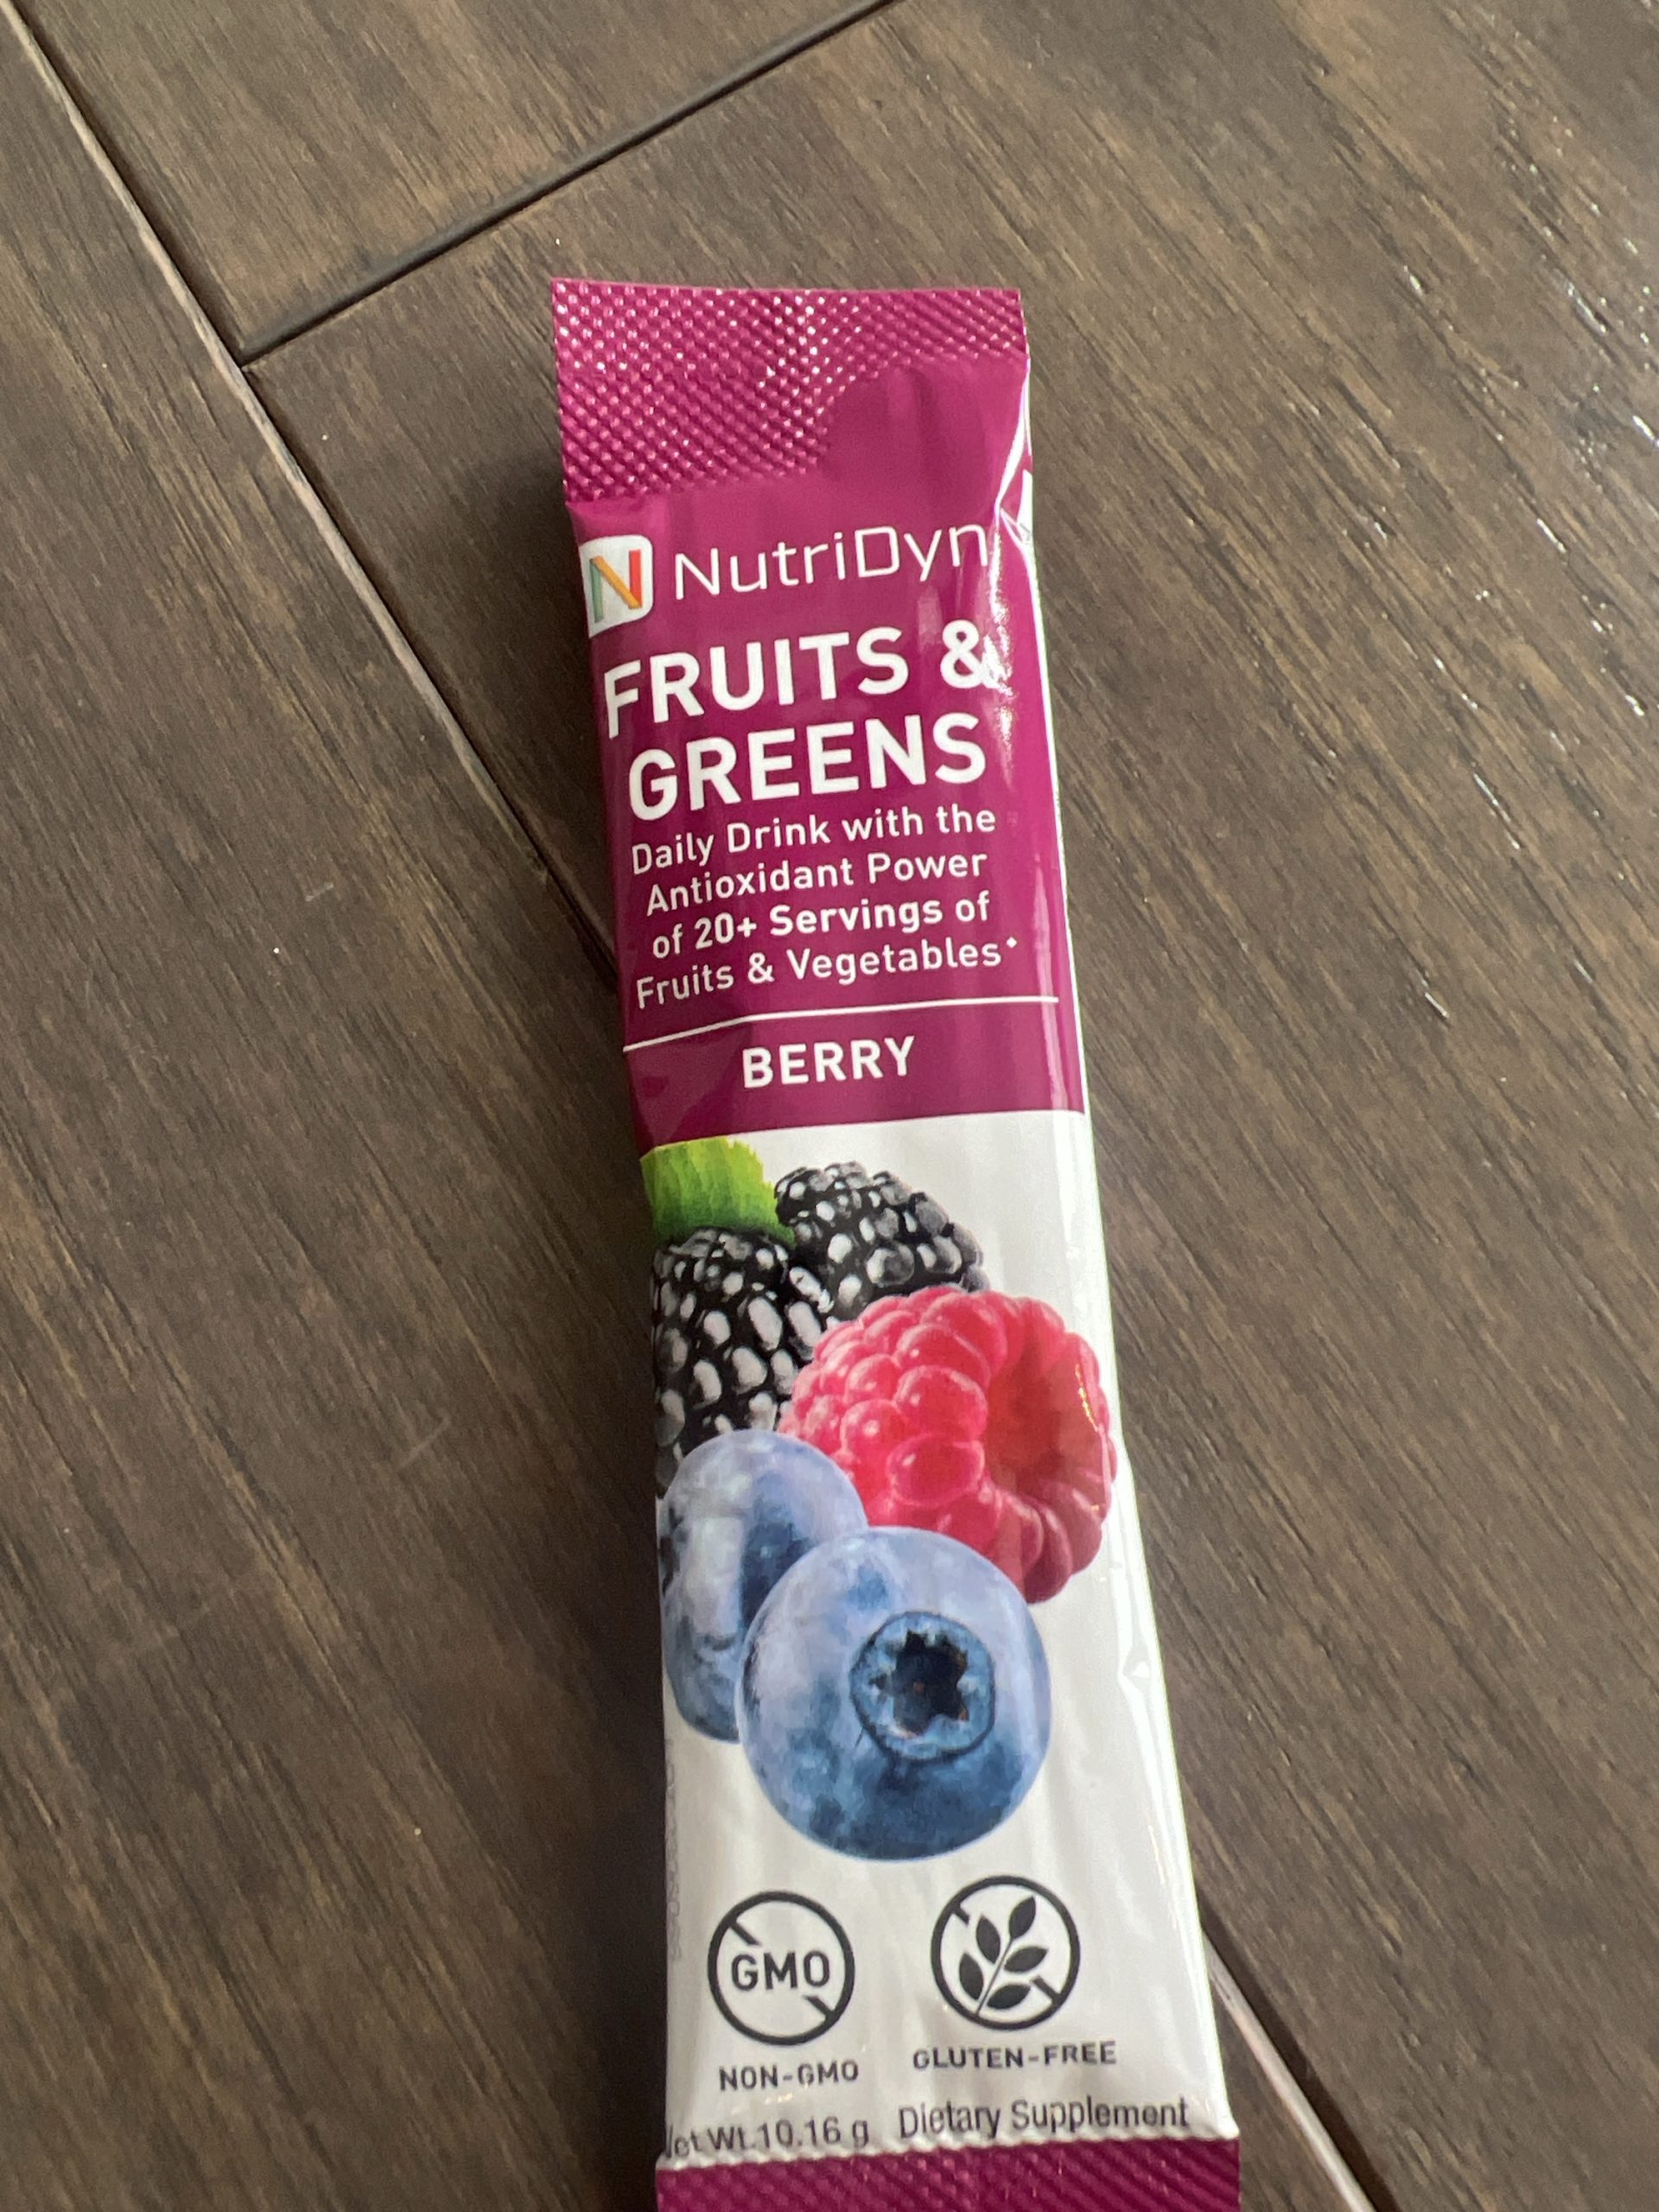 N NutriDyn
FRUITS &
GREENS
Daily Drink with the
Antioxidant Power
of 20+ Servings of
Fruits & Vegetables*
BERRY
GMO
NON-GMO GLUTEN-FREE
Net Wt.10.16 g Dietary Supplement